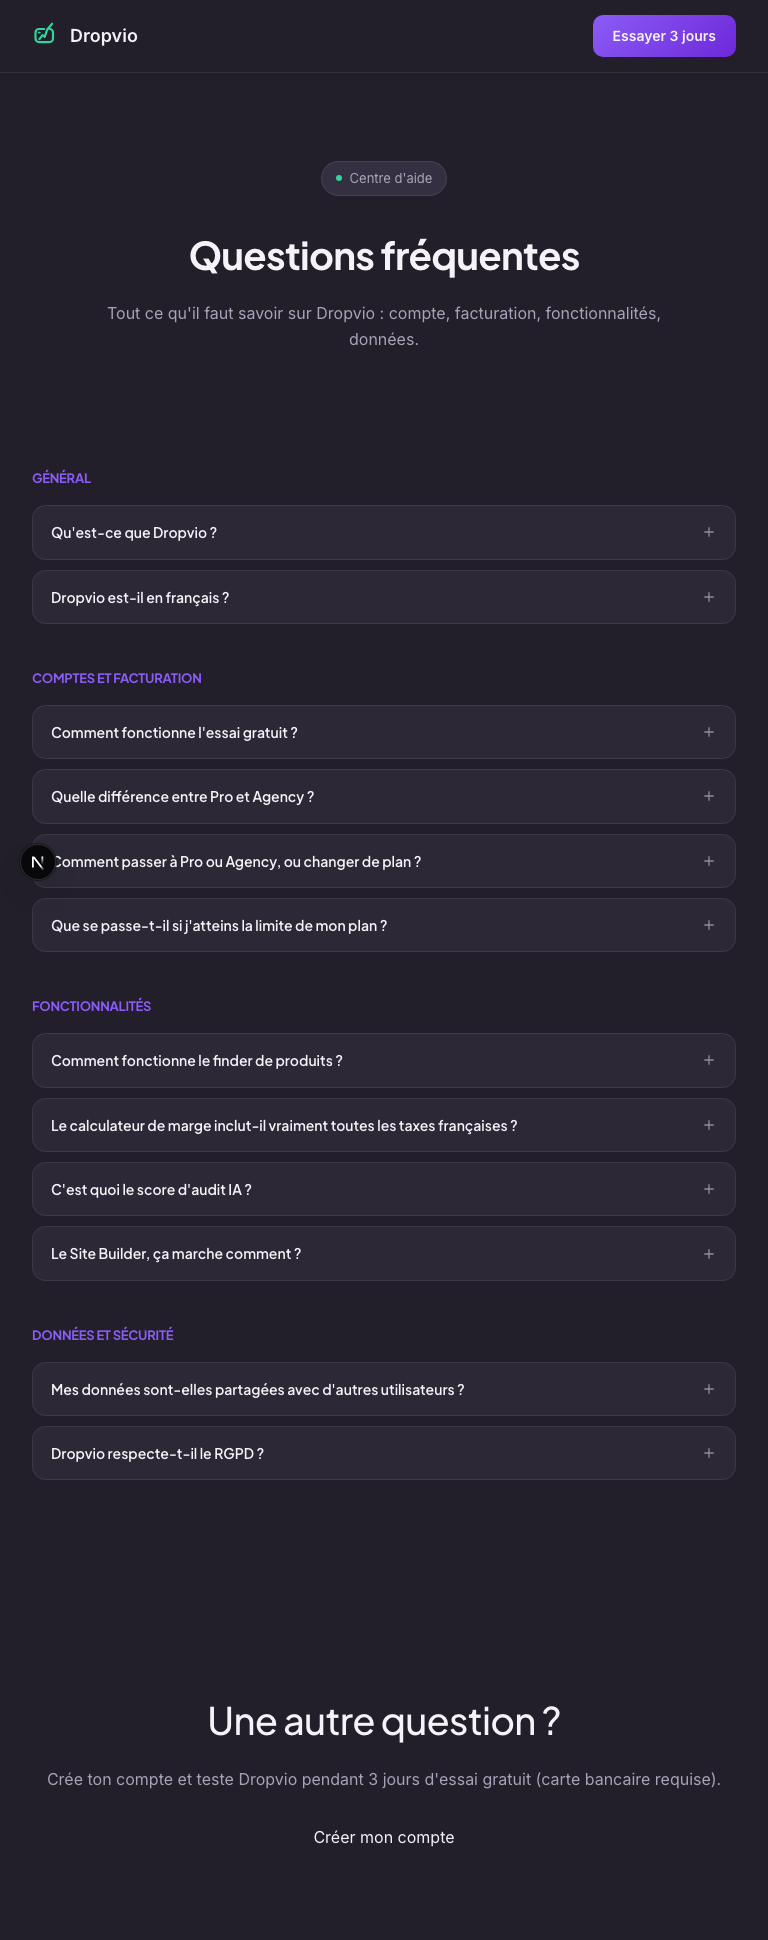 Dropvio
Essayer 3 jours
Centre d'aide
Questions fréquentes
Tout ce qu'il faut savoir sur Dropvio : compte, facturation, fonctionnalités,
données.
GÉNÉRAL
Qu'est-ce que Dropvio ?
Dropvio est-il en français ?
COMPTES ET FACTURATION
Comment fonctionne l'essai gratuit ?
Quelle différence entre Pro et Agency ?
Comment passer à Pro ou Agency, ou changer de plan ?
Que se passe-t-il si j'atteins la limite de mon plan ?
FONCTIONNALITÉS
Comment fonctionne le finder de produits ?
Le calculateur de marge inclut-il vraiment toutes les taxes françaises ?
C'est quoi le score d'audit IA ?
Le Site Builder, ça marche comment ?
DONNÉES ET SÉCURITÉ
Mes données sont-elles partagées avec d'autres utilisateurs ?
Dropvio respecte-t-il le RGPD ?
Une autre question ?
Crée ton compte et teste Dropvio pendant 3 jours d'essai gratuit (carte bancaire requise).
Créer mon compte